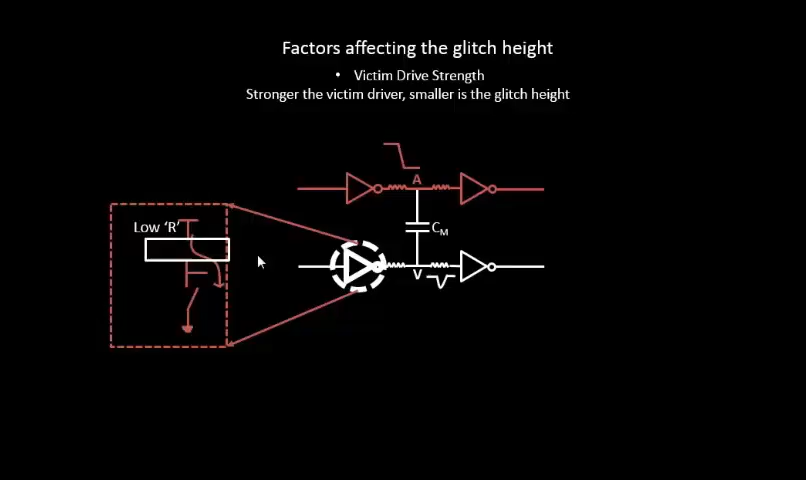 Factors affecting the glitch height
• Victim Drive Strength
Stronger the victim driver, smaller is the glitch height
A
Low ‘R’
CM
V